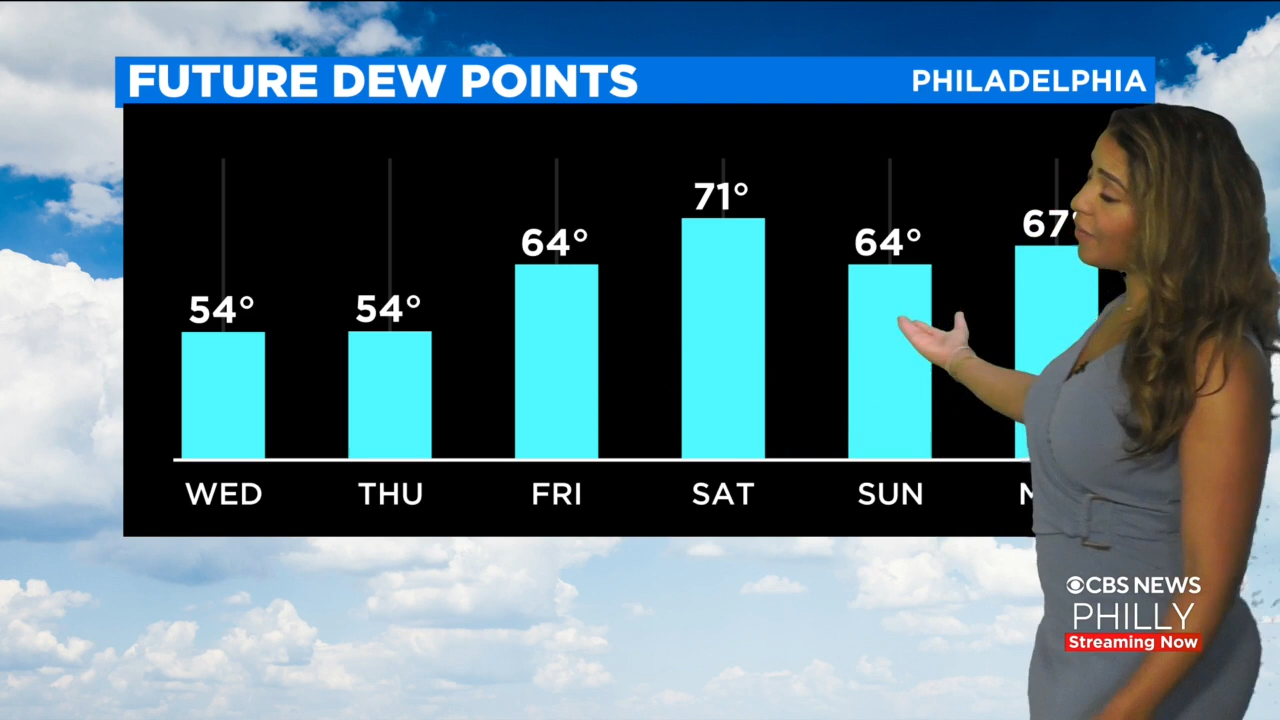 FUTURE DEW POINTS
PHILADELPHIA
54° 54° 64° 71° 64° 67°
WED THU FRI SAT SUN M
CBS NEWS
PHILLY
Streaming Now